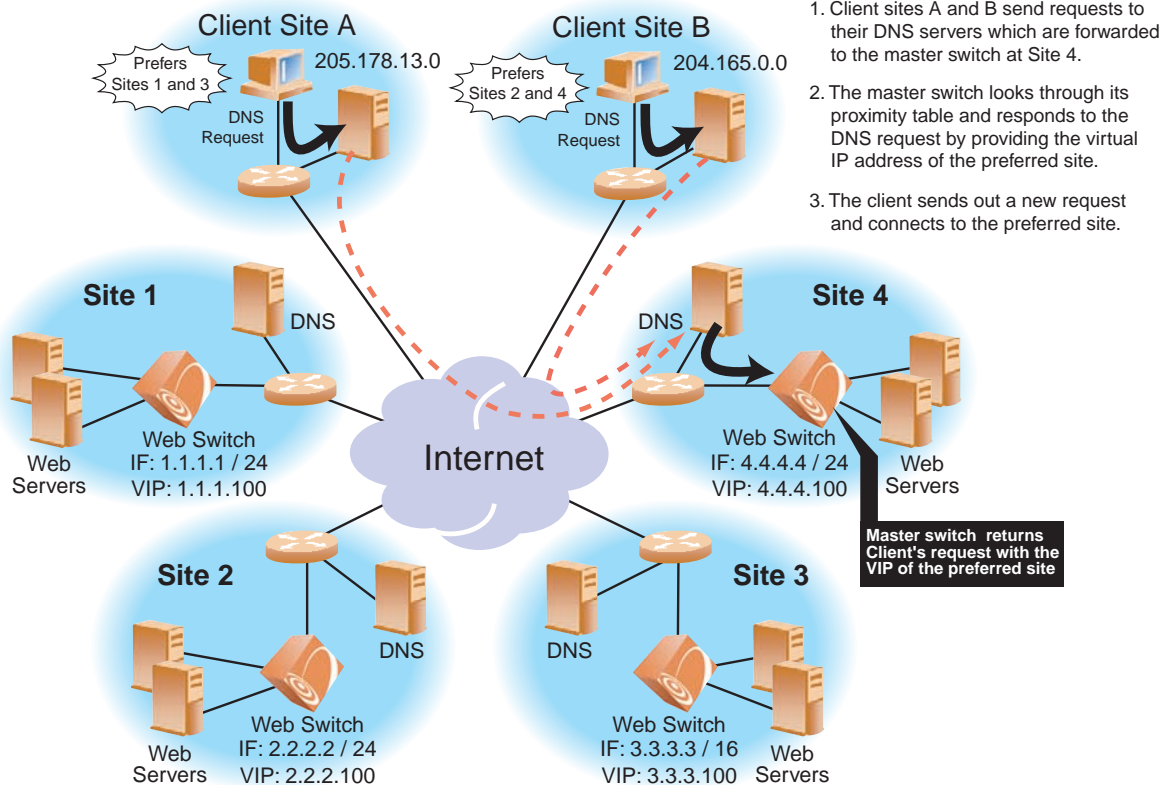 Client Site A
Prefers
Sites 1 and 3
205.178.13.0
DNS
Request
Client Site B
Prefers
Sites 2 and 4
204.165.0.0
DNS
Request
1. Client sites A and B send requests to
their DNS servers which are forwarded
to the master switch at Site 4.
2. The master switch looks through its
proximity table and responds to the
DNS request by providing the virtual
IP address of the preferred site.
3. The client sends out a new request
and connects to the preferred site.
Site 1
DNS
Web
Servers
Web Switch
IF: 1.1.1.1 / 24
VIP: 1.1.1.100
Internet
Site 4
DNS
Web Switch
IF: 4.4.4.4 / 24
VIP: 4.4.4.100
Web
Servers
Master switch returns
Client's request with the
VIP of the preferred site
Site 2
DNS
Web
Servers
Web Switch
IF: 2.2.2.2 / 24
VIP: 2.2.2.100
Site 3
DNS
Web Switch
IF: 3.3.3.3 / 16
VIP: 3.3.3.100
Web
Servers